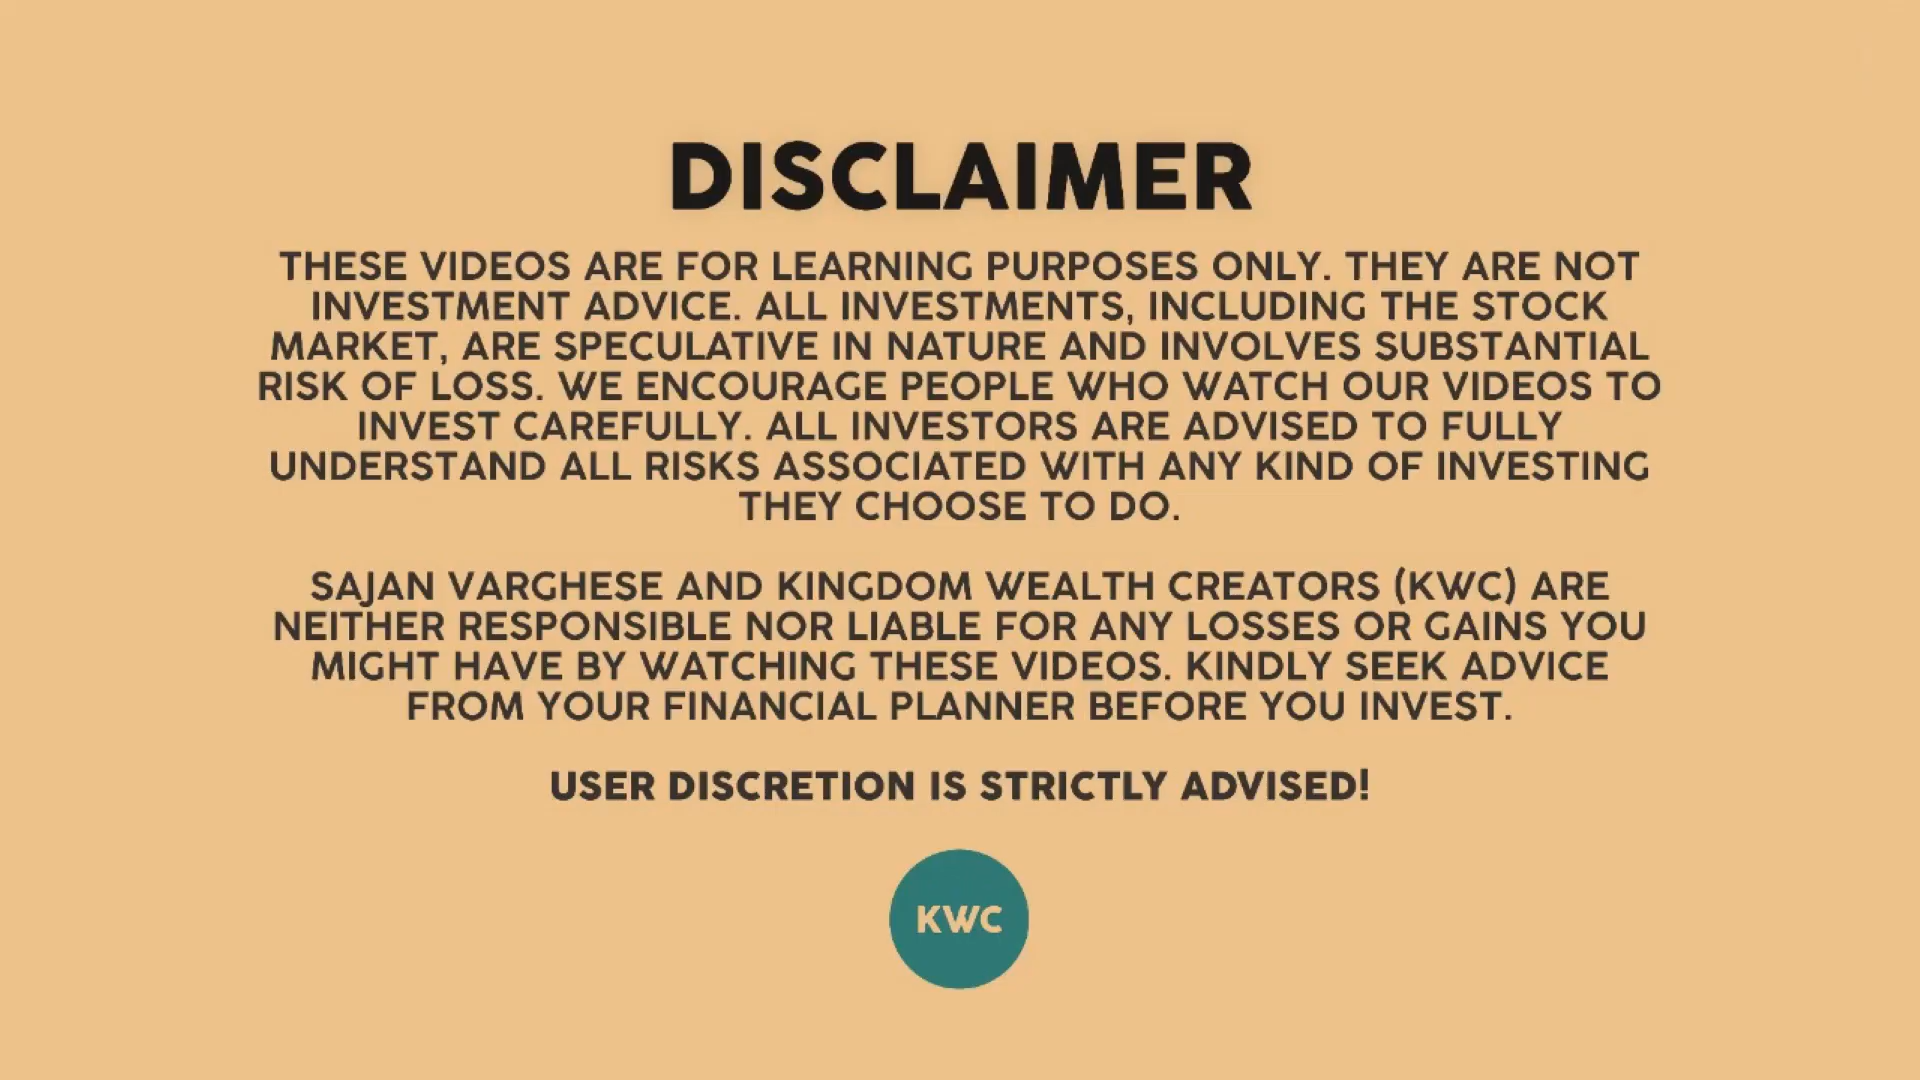 DISCLAIMER
THESE VIDEOS ARE FOR LEARNING PURPOSES ONLY. THEY ARE NOT
INVESTMENT ADVICE. ALL INVESTMENTS, INCLUDING THE STOCK
MARKET, ARE SPECULATIVE IN NATURE AND INVOLVES SUBSTANTIAL
RISK OF LOSS. WE ENCOURAGE PEOPLE WHO WATCH OUR VIDEOS TO
INVEST CAREFULLY. ALL INVESTORS ARE ADVISED TO FULLY
UNDERSTAND ALL RISKS ASSOCIATED WITH ANY KIND OF INVESTING
THEY CHOOSE TO DO.
SAJAN VARGHESE AND KINGDOM WEALTH CREATORS (KWC) ARE
NEITHER RESPONSIBLE NOR LIABLE FOR ANY LOSSES OR GAINS YOU
MIGHT HAVE BY WATCHING THESE VIDEOS. KINDLY SEEK ADVICE
FROM YOUR FINANCIAL PLANNER BEFORE YOU INVEST.
USER DISCRETION IS STRICTLY ADVISED!
KWC